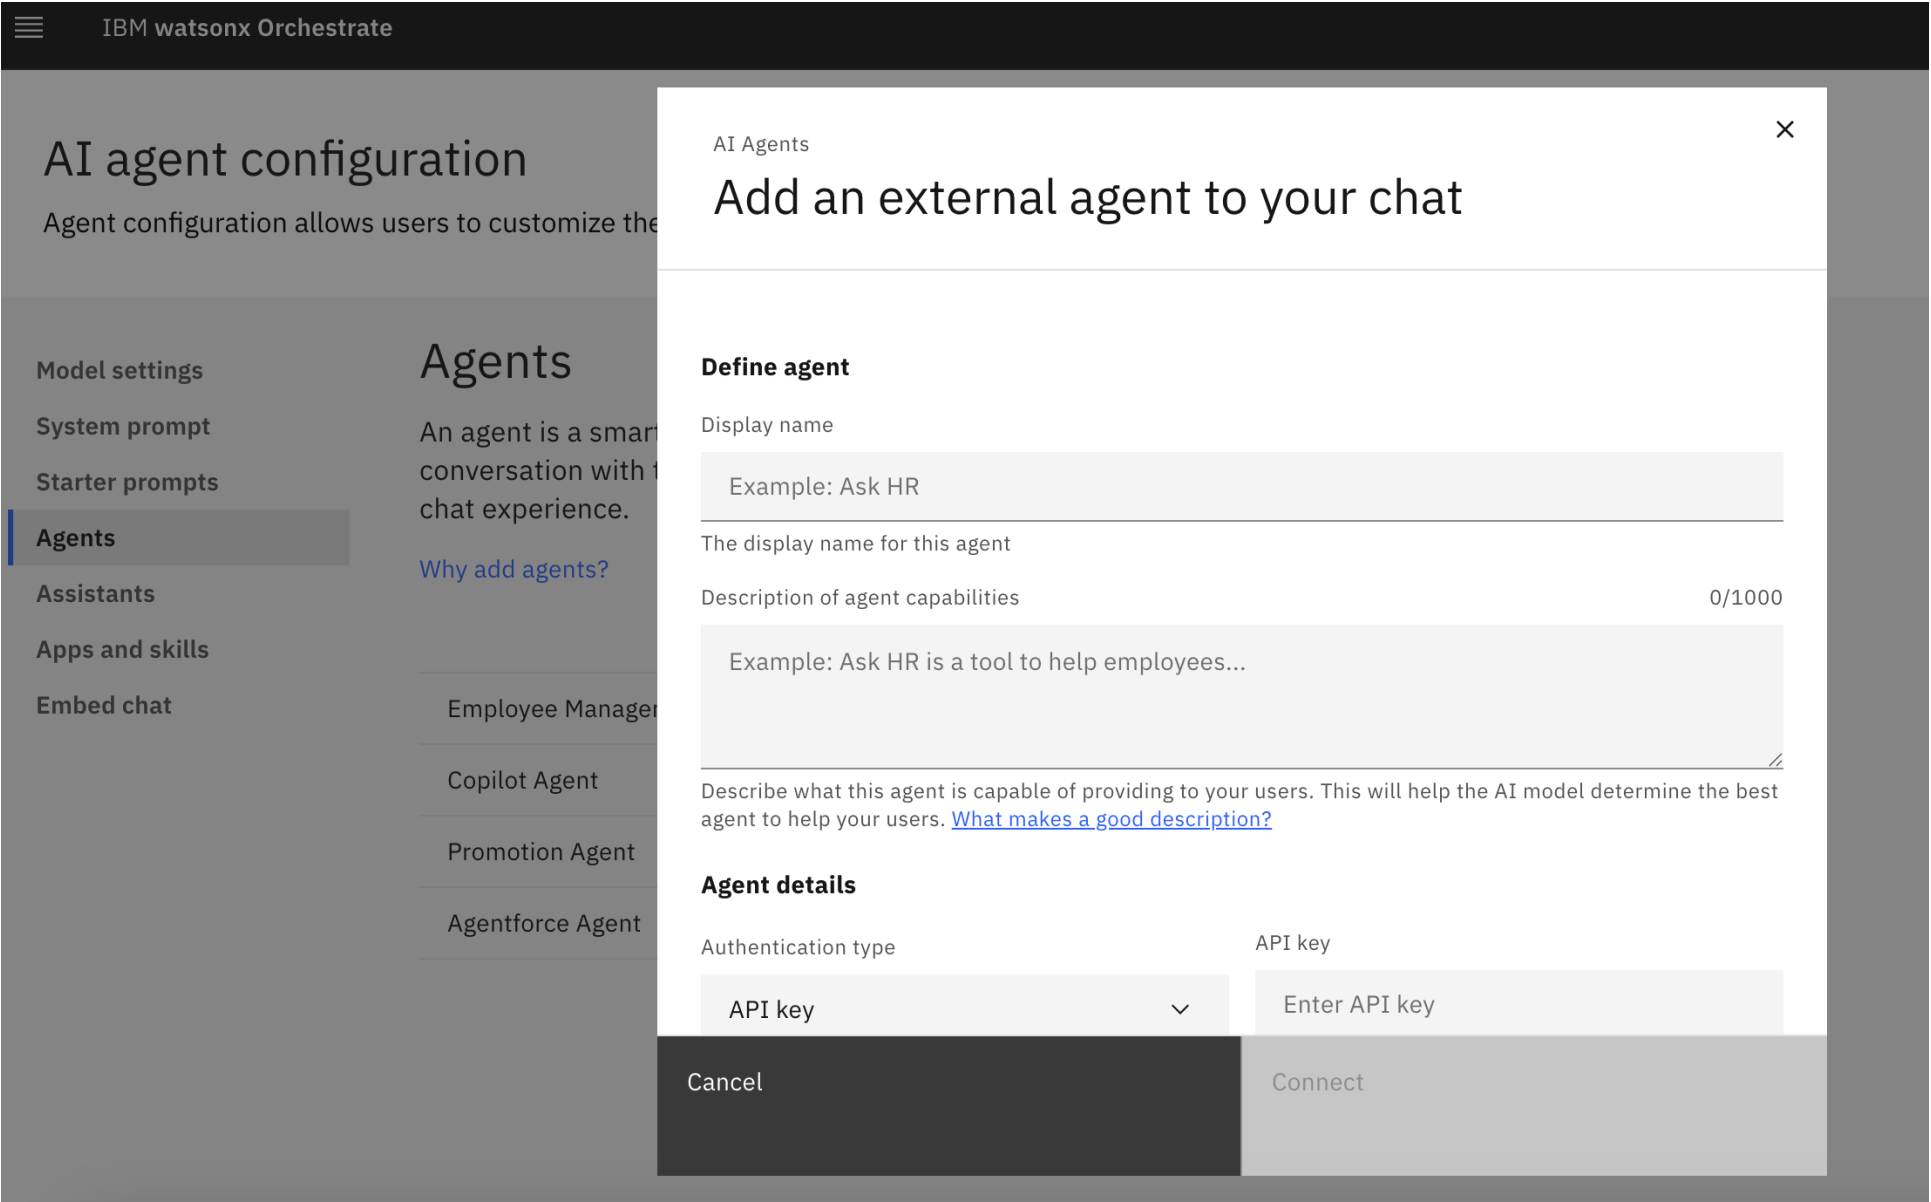 IBM watsonx Orchestrate
AI agent configuration
Agent configuration allows users to customize the
Model settings
System prompt
Starter prompts
Agents
Assistants
Apps and skills
Embed chat
Agents
An agent is a smart
conversation with
chat experience.
Why add agents?
Employee Manager
Copilot Agent
Promotion Agent
Agentforce Agent
AI Agents
Add an external agent to your chat
Define agent
Display name
Example: Ask HR
The display name for this agent
Description of agent capabilities 0/1000
Example: Ask HR is a tool to help employees...
Describe what this agent is capable of providing to your users. This will help the AI model determine the best
agent to help your users. What makes a good description?
Agent details
Authentication type
API key
API key
Enter API key
Cancel
Connect